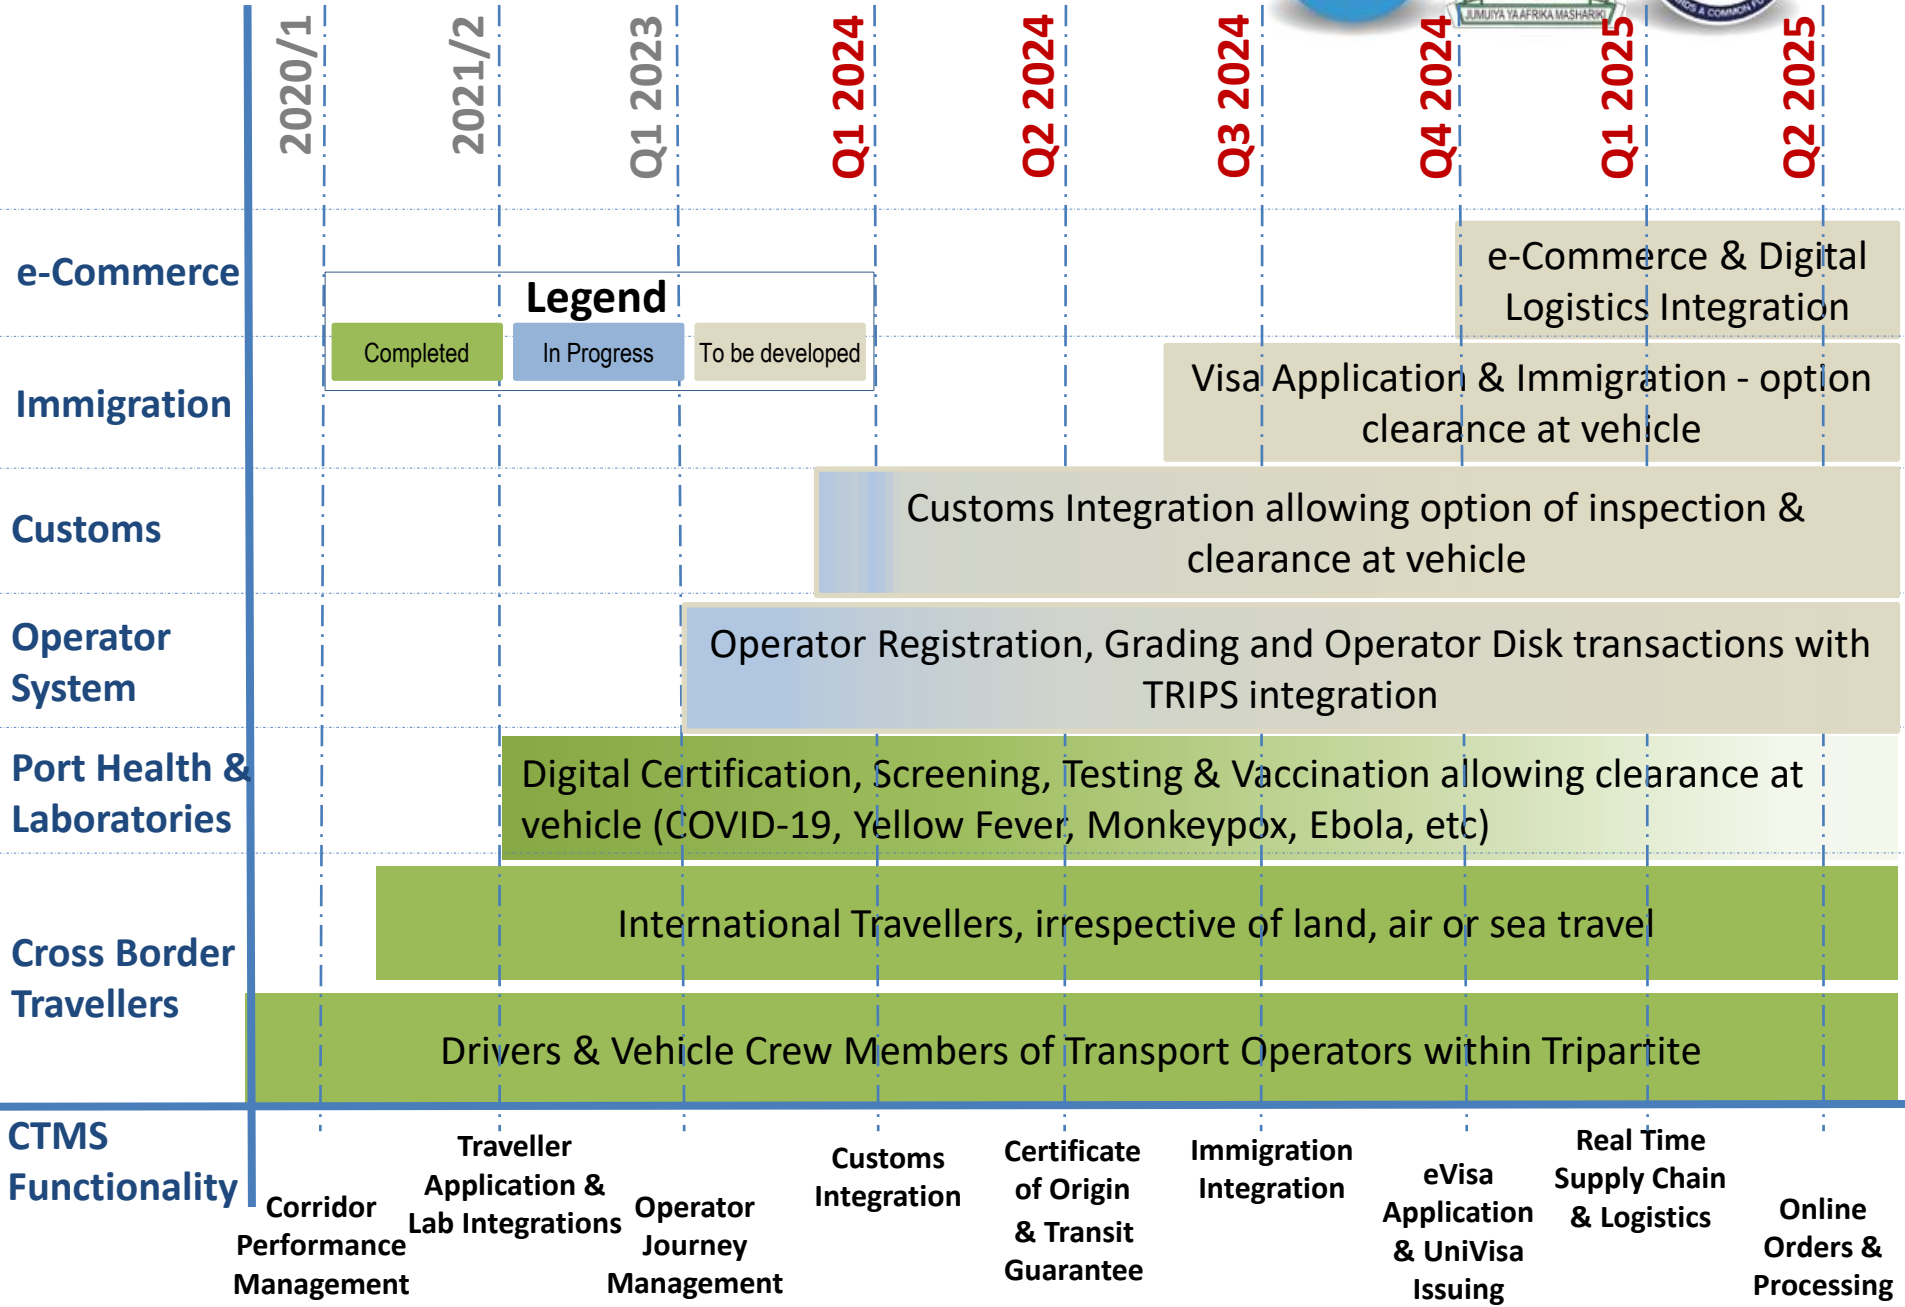 2020/1
2021/2
Q1 2023
Q1 2024
Q2 2024
Q3 2024
Q4 2024
Q1 2025
Q2 2025
JUMUIYA YA AFRIKA MASHARIKI
A COMMON
e-Commerce
e-Commerce & Digital
Logistics Integration
Legend
Completed
In Progress
To be developed
Immigration
Visa Application & Immigration - option
clearance at vehicle
Customs
Customs Integration allowing option of inspection &
clearance at vehicle
Operator
System
Operator Registration, Grading and Operator Disk transactions with
TRIPS integration
Port Health &
Laboratories
Digital Certification, Screening, Testing & Vaccination allowing clearance at
vehicle (COVID-19, Yellow Fever, Monkeypox, Ebola, etc)
Cross Border
Travellers
International Travellers, irrespective of land, air or sea travel
Drivers & Vehicle Crew Members of Transport Operators within Tripartite
CTMS
Functionality
Corridor
Performance
Management
Traveller
Application &
Lab Integrations
Operator
Journey
Management
Customs
Integration
Certificate
of Origin
& Transit
Guarantee
Immigration
Integration
eVisa
Application
& UniVisa
Issuing
Real Time
Supply Chain
& Logistics
Online
Orders &
Processing